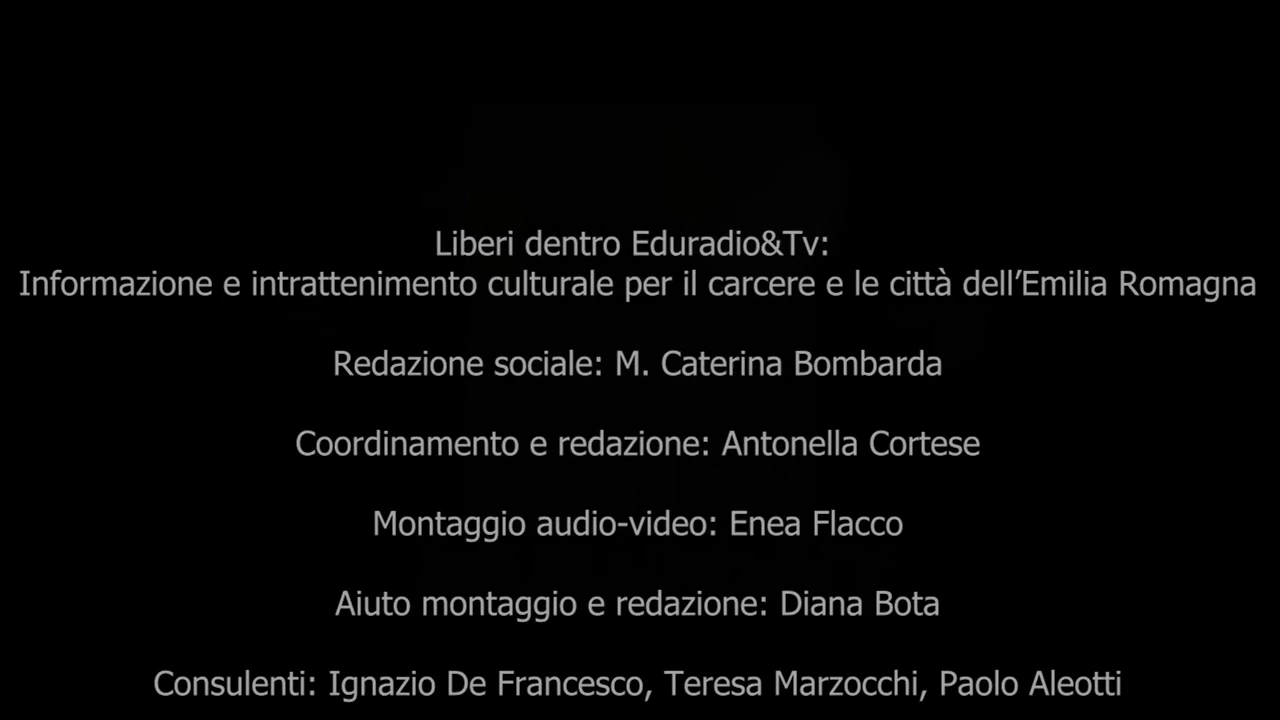 Liberi dentro Eduradio&Tv:
Informazione e intrattenimento culturale per il carcere e le città dell’Emilia Romagna
Redazione sociale: M. Caterina Bombarda
Coordinamento e redazione: Antonella Cortese
Montaggio audio-video: Enea Flacco
Aiuto montaggio e redazione: Diana Bota
Consulenti: Ignazio De Francesco, Teresa Marzocchi, Paolo Aleotti